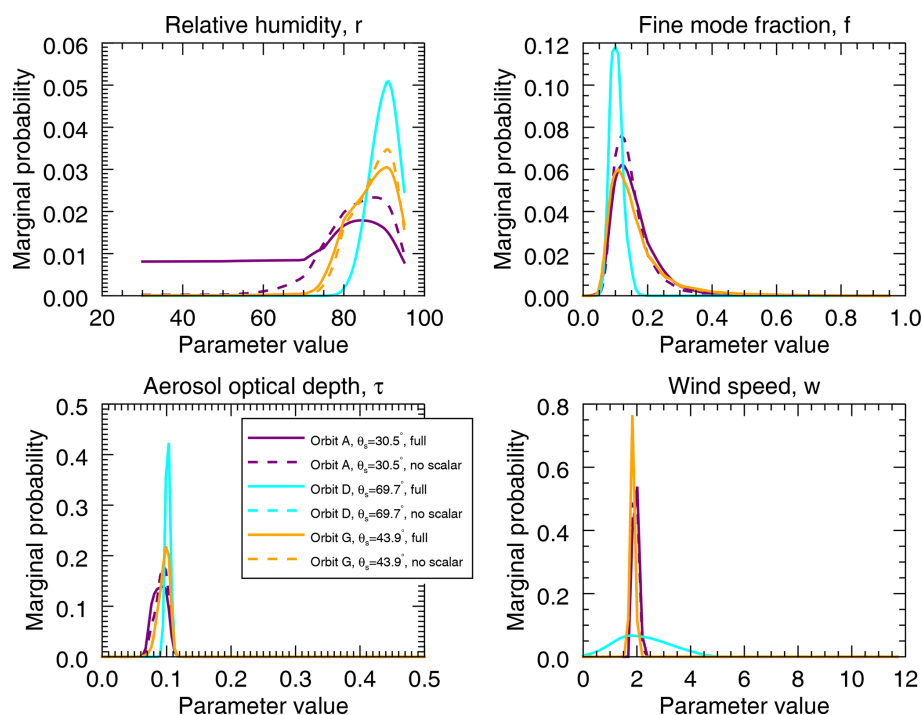 Relative humidity, r
Marginal probability
0.06
0.05
0.04
0.03
0.02
0.01
0.00
20 40 60 80 100
Parameter value
Fine mode fraction, f
Marginal probability
0.12
0.10
0.08
0.06
0.04
0.02
0.00
0.0 0.2 0.4 0.6 0.8 1.0
Parameter value
Aerosol optical depth, τ
Marginal probability
0.5
0.4
0.3
0.2
0.1
0.0
0.0 0.1 0.2 0.3 0.4 0.5
Parameter value
Orbit A, θs=30.5°, full
Orbit A, θs=30.5°, no scalar
Orbit D, θs=69.7°, full
Orbit D, θs=69.7°, no scalar
Orbit G, θs=43.9°, full
Orbit G, θs=43.9°, no scalar
Wind speed, w
Marginal probability
0.8
0.6
0.4
0.2
0.0
0 2 4 6 8 10 12
Parameter value